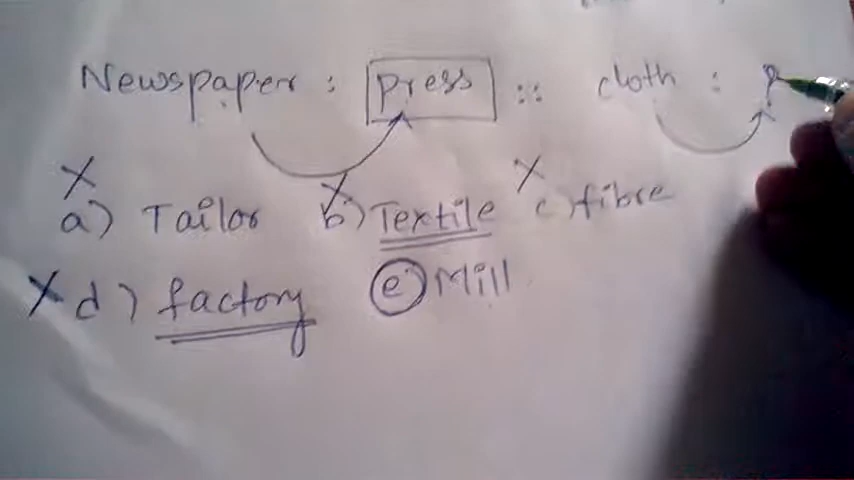 Newspaper : Press :: cloth : ?
a) Tailor b) Textile c) fibre
d) factory e) Mill